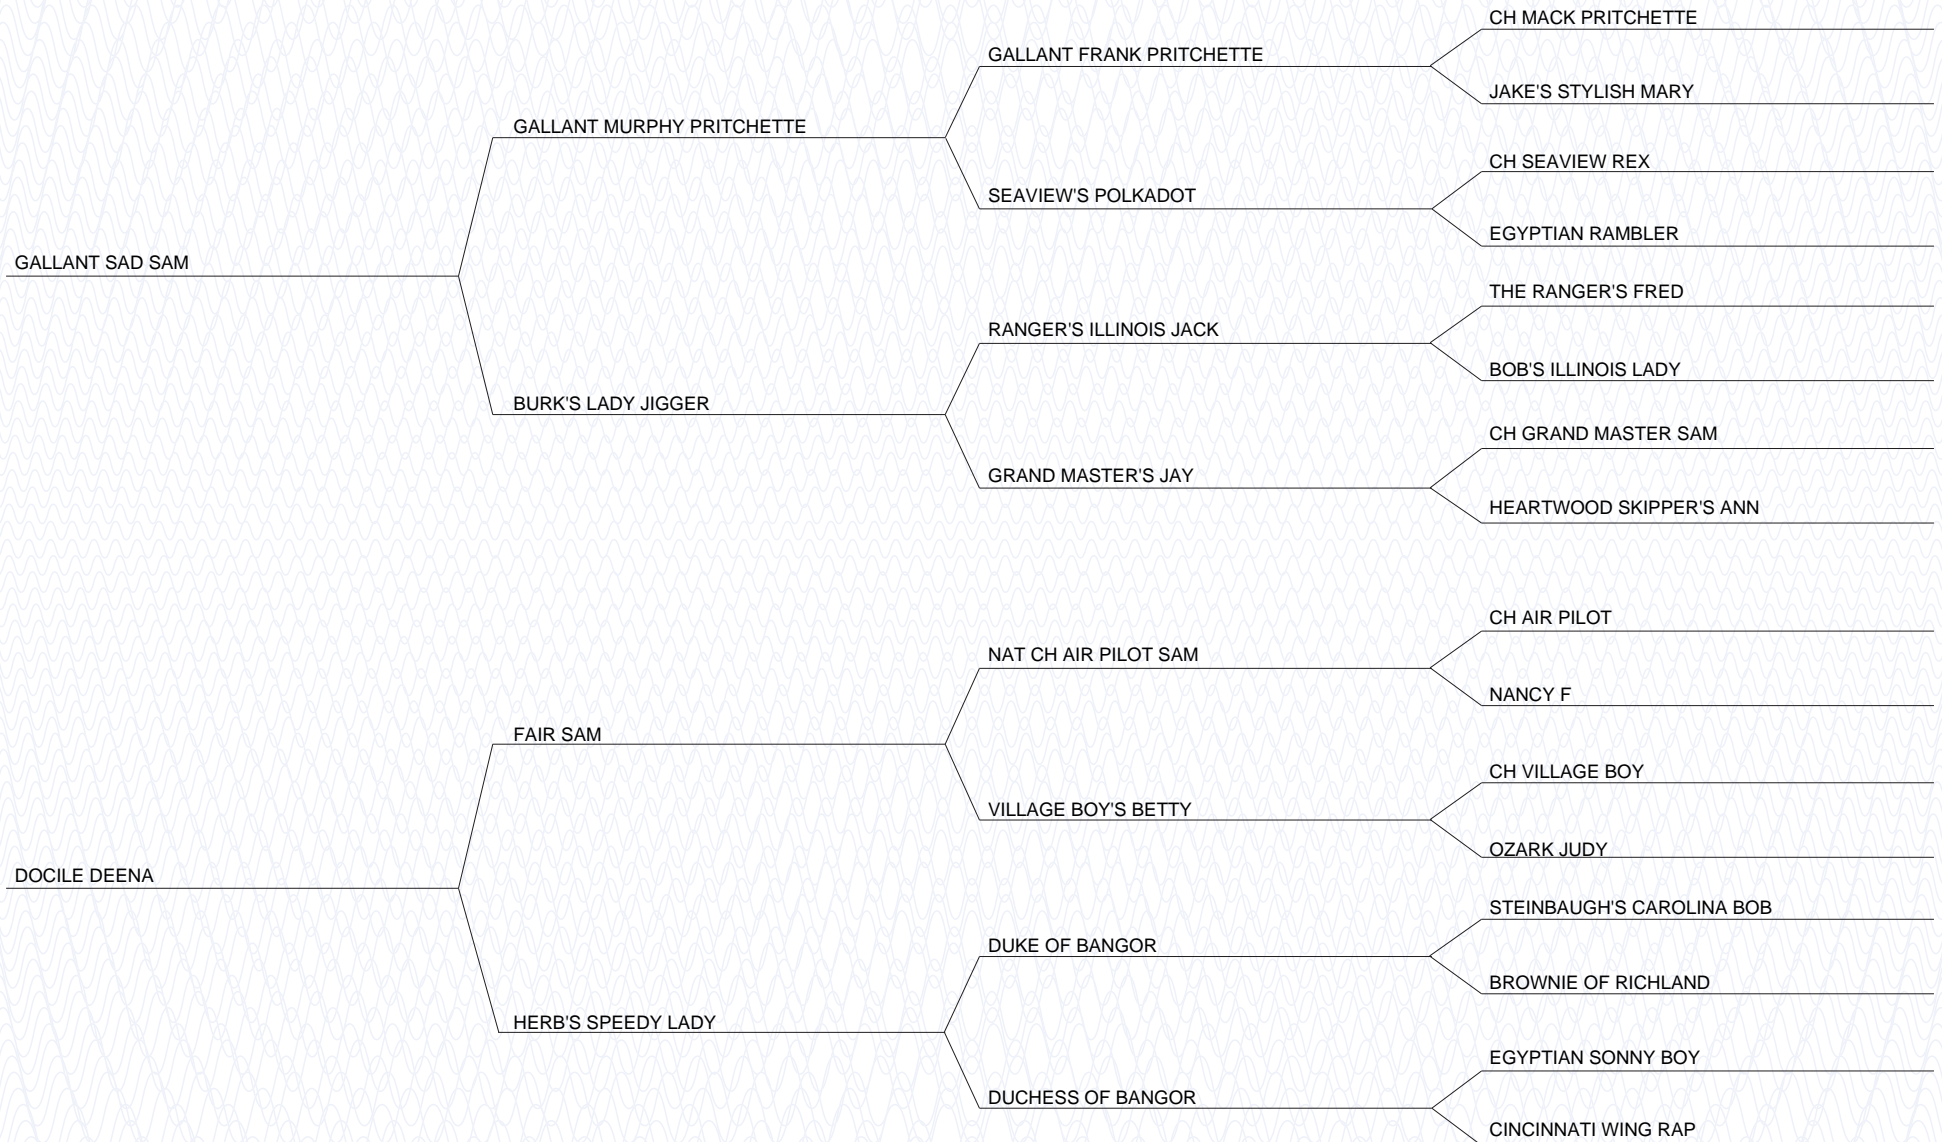 CH MACK PRITCHETTE
GALLANT FRANK PRITCHETTE
JAKE'S STYLISH MARY
GALLANT MURPHY PRITCHETTE
CH SEAVIEW REX
SEAVIEW'S POLKADOT
EGYPTIAN RAMBLER
GALLANT SAD SAM
THE RANGER'S FRED
RANGER'S ILLINOIS JACK
BOB'S ILLINOIS LADY
BURK'S LADY JIGGER
CH GRAND MASTER SAM
GRAND MASTER'S JAY
HEARTWOOD SKIPPER'S ANN
CH AIR PILOT
NAT CH AIR PILOT SAM
NANCY F
FAIR SAM
CH VILLAGE BOY
VILLAGE BOY'S BETTY
OZARK JUDY
DOCILE DEENA
STEINBAUGH'S CAROLINA BOB
DUKE OF BANGOR
BROWNIE OF RICHLAND
HERB'S SPEEDY LADY
EGYPTIAN SONNY BOY
DUCHESS OF BANGOR
CINCINNATI WING RAP